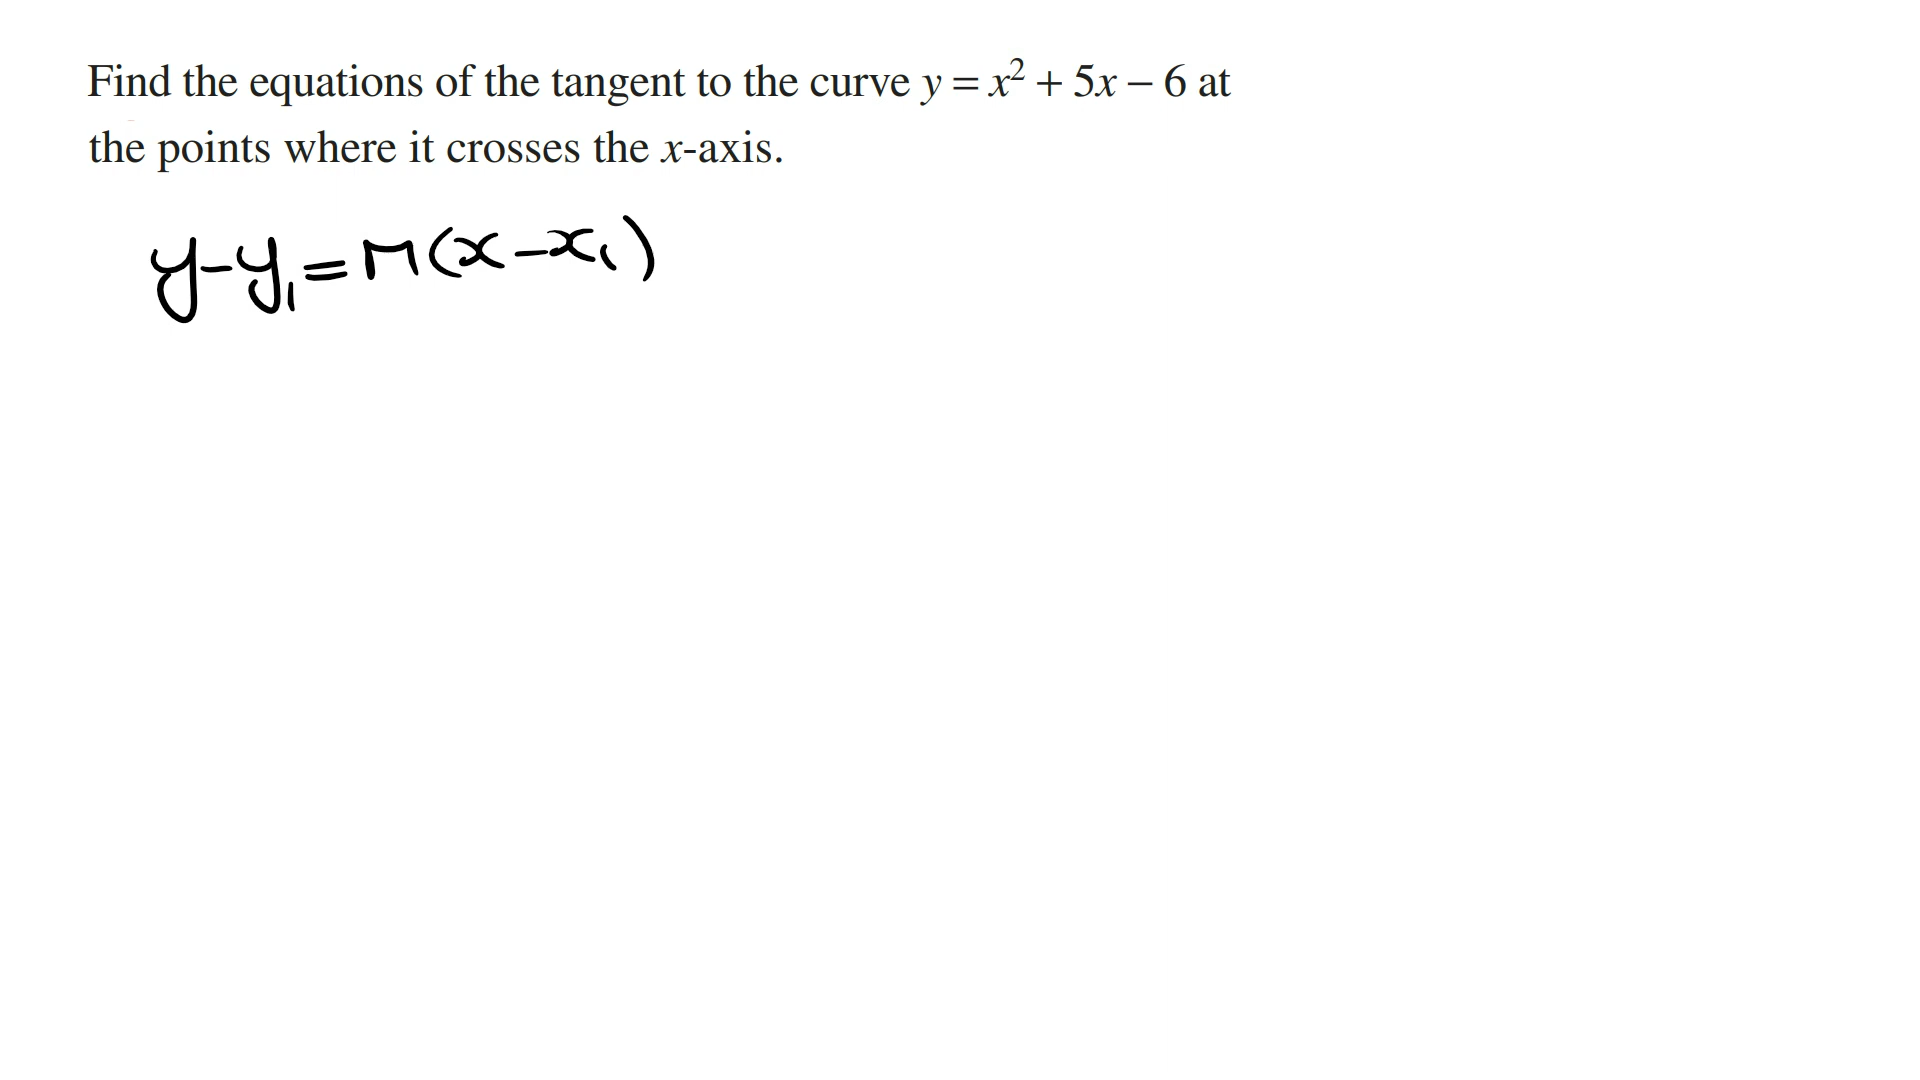 Find the equations of the tangent to the curve y = x² + 5x – 6 at
the points where it crosses the x-axis.
y-y₁=M(x-x₁)